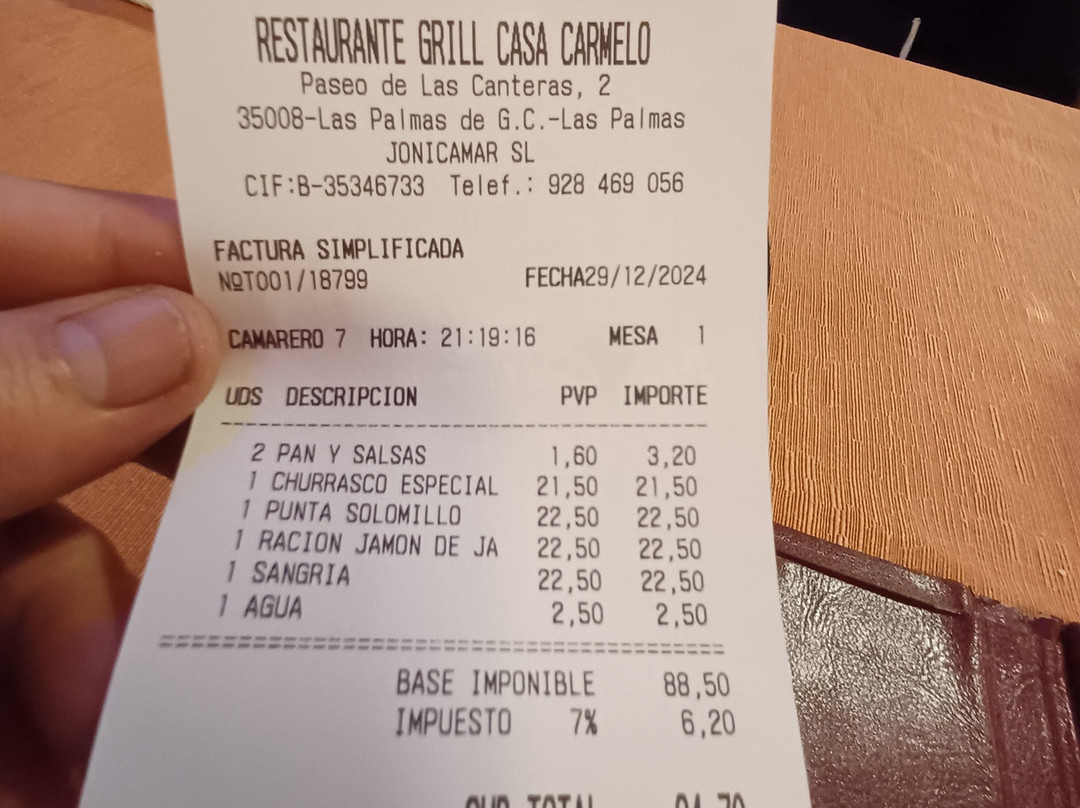 RESTAURANTE GRILL CASA CARMELO
Paseo de Las Canteras, 2
35008-Las Palmas de G.C.-Las Palmas
JONICAMAR SL
CIF:B-35346733 Telef.: 928 469 056
FACTURA SIMPLIFICADA
NºT001/18799 FECHA29/12/2024
CAMARERO 7 HORA: 21:19:16 MESA 1
UDS DESCRIPCION PVP IMPORTE
2 PAN Y SALSAS 1,60 3,20
1 CHURRASCO ESPECIAL 21,50 21,50
1 PUNTA SOLOMILLO 22,50 22,50
1 RACION JAMON DE JA 22,50 22,50
1 SANGRIA 22,50 22,50
1 AGUA 2,50 2,50
BASE IMPONIBLE 88,50
IMPUESTO 7% 6,20
TOTAL 94,70